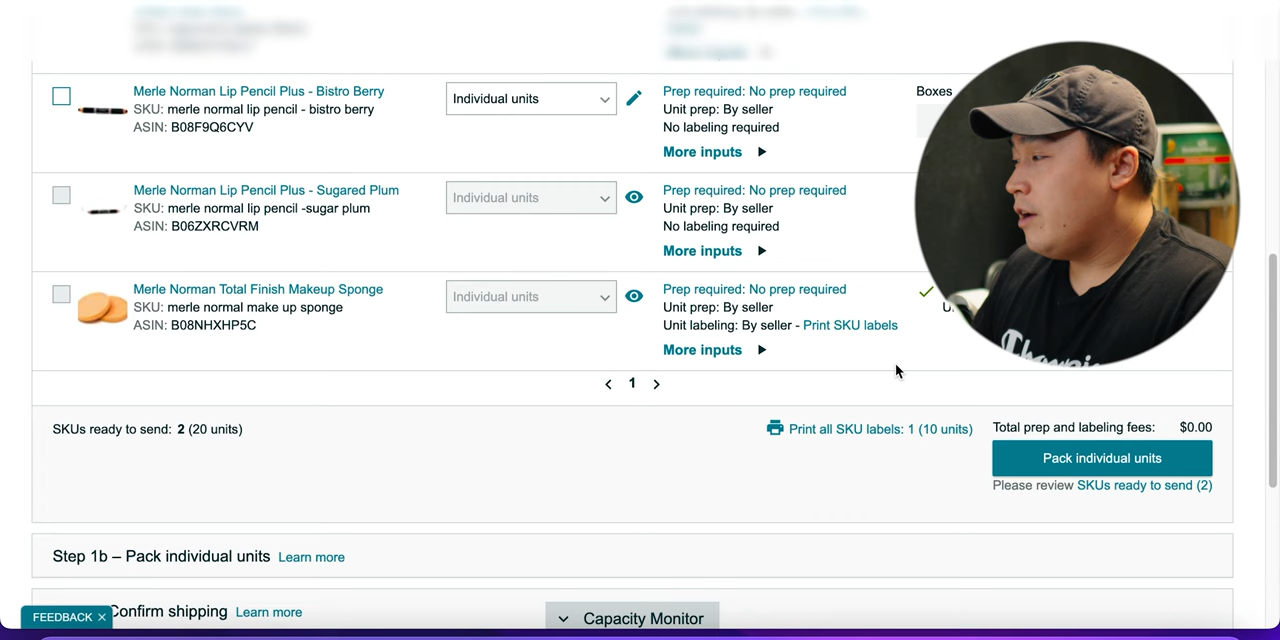 Merle Norman Lip Pencil Plus - Bistro Berry
SKU: merle normal lip pencil - bistro berry
ASIN: B08F9Q6CYV
Individual units
Prep required: No prep required
Unit prep: By seller
No labeling required
More inputs
Boxes
Merle Norman Lip Pencil Plus - Sugared Plum
SKU: merle normal lip pencil -sugar plum
ASIN: B06ZXRCVRM
Individual units
Prep required: No prep required
Unit prep: By seller
No labeling required
More inputs
Merle Norman Total Finish Makeup Sponge
SKU: merle normal make up sponge
ASIN: B08NHXHP5C
Individual units
Prep required: No prep required
Unit prep: By seller
Unit labeling: By seller - Print SKU labels
More inputs
Champion
1
SKUs ready to send: 2 (20 units)
Print all SKU labels: 1 (10 units)
Total prep and labeling fees: $0.00
Pack individual units
Please review SKUs ready to send (2)
Step 1b – Pack individual units Learn more
Confirm shipping Learn more
FEEDBACK ×
Capacity Monitor